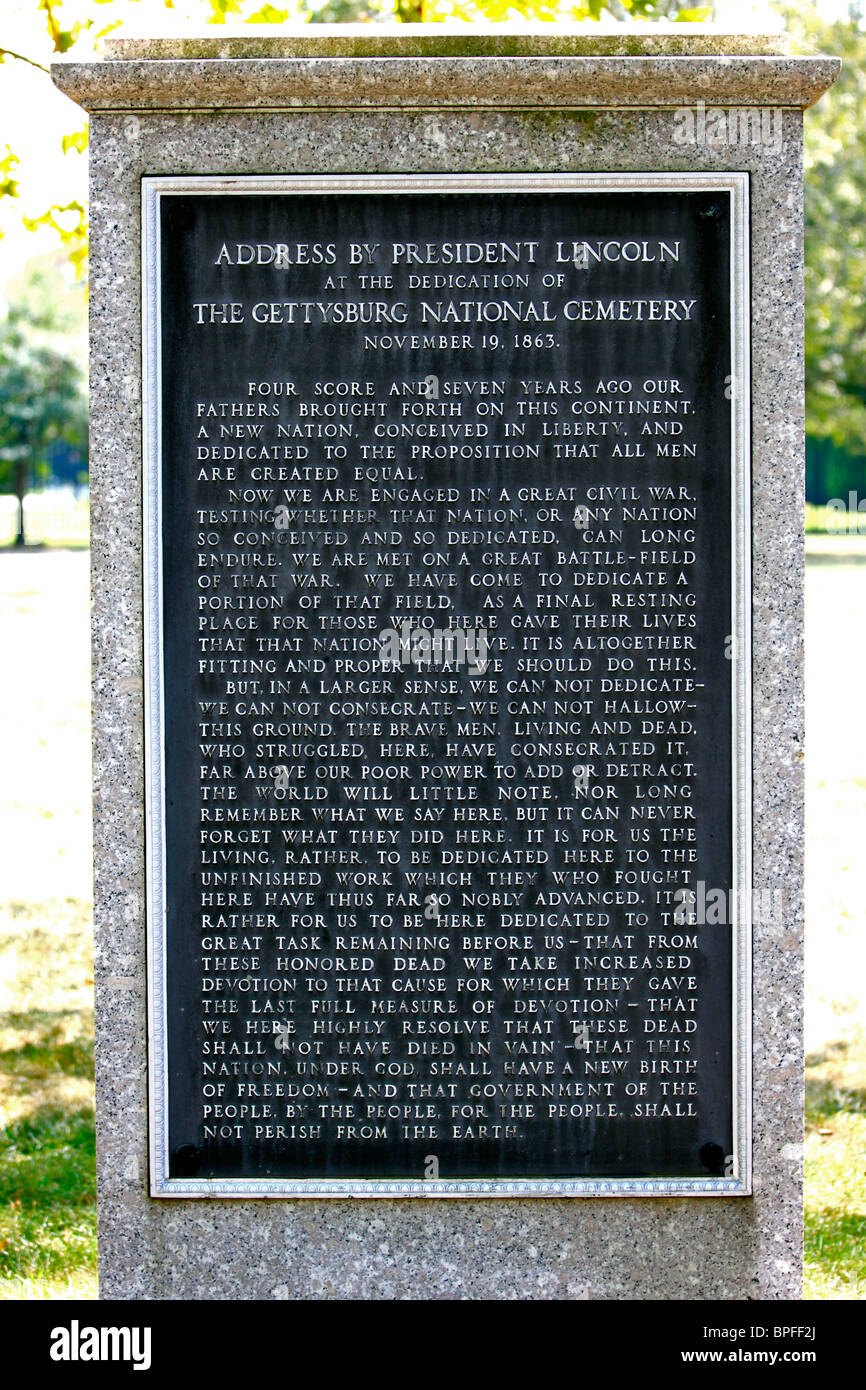 ADDRESS BY PRESIDENT LINCOLN
AT THE DEDICATION OF
THE GETTYSBURG NATIONAL CEMETERY
NOVEMBER 19, 1863.
FOUR SCORE AND SEVEN YEARS AGO OUR
FATHERS BROUGHT FORTH ON THIS CONTINENT,
A NEW NATION, CONCEIVED IN LIBERTY, AND
DEDICATED TO THE PROPOSITION THAT ALL MEN
ARE CREATED EQUAL.
NOW WE ARE ENGAGED IN A GREAT CIVIL WAR,
TESTING WHETHER THAT NATION, OR ANY NATION
SO CONCEIVED AND SO DEDICATED, CAN LONG
ENDURE. WE ARE MET ON A GREAT BATTLE-FIELD
OF THAT WAR. WE HAVE COME TO DEDICATE A
PORTION OF THAT FIELD, AS A FINAL RESTING
PLACE FOR THOSE WHO HERE GAVE THEIR LIVES
THAT THAT NATION MIGHT LIVE. IT IS ALTOGETHER
FITTING AND PROPER THAT WE SHOULD DO THIS.
BUT, IN A LARGER SENSE, WE CAN NOT DEDICATE–
WE CAN NOT CONSECRATE–WE CAN NOT HALLOW–
THIS GROUND. THE BRAVE MEN, LIVING AND DEAD,
WHO STRUGGLED, HERE, HAVE CONSECRATED IT,
FAR ABOVE OUR POOR POWER TO ADD OR DETRACT.
THE WORLD WILL LITTLE NOTE, NOR LONG
REMEMBER WHAT WE SAY HERE, BUT IT CAN NEVER
FORGET WHAT THEY DID HERE. IT IS FOR US THE
LIVING, RATHER, TO BE DEDICATED HERE TO THE
UNFINISHED WORK WHICH THEY WHO FOUGHT
HERE HAVE THUS FAR SO NOBLY ADVANCED. IT IS
RATHER FOR US TO BE HERE DEDICATED TO THE
GREAT TASK REMAINING BEFORE US–THAT FROM
THESE HONORED DEAD WE TAKE INCREASED
DEVOTION TO THAT CAUSE FOR WHICH THEY GAVE
THE LAST FULL MEASURE OF DEVOTION–THAT
WE HERE HIGHLY RESOLVE THAT THESE DEAD
SHALL NOT HAVE DIED IN VAIN–THAT THIS
NATION, UNDER GOD, SHALL HAVE A NEW BIRTH
OF FREEDOM–AND THAT GOVERNMENT OF THE
PEOPLE, BY THE PEOPLE, FOR THE PEOPLE, SHALL
NOT PERISH FROM THE EARTH.
alamy
alamy
Image ID: BPFF2J
www.alamy.com